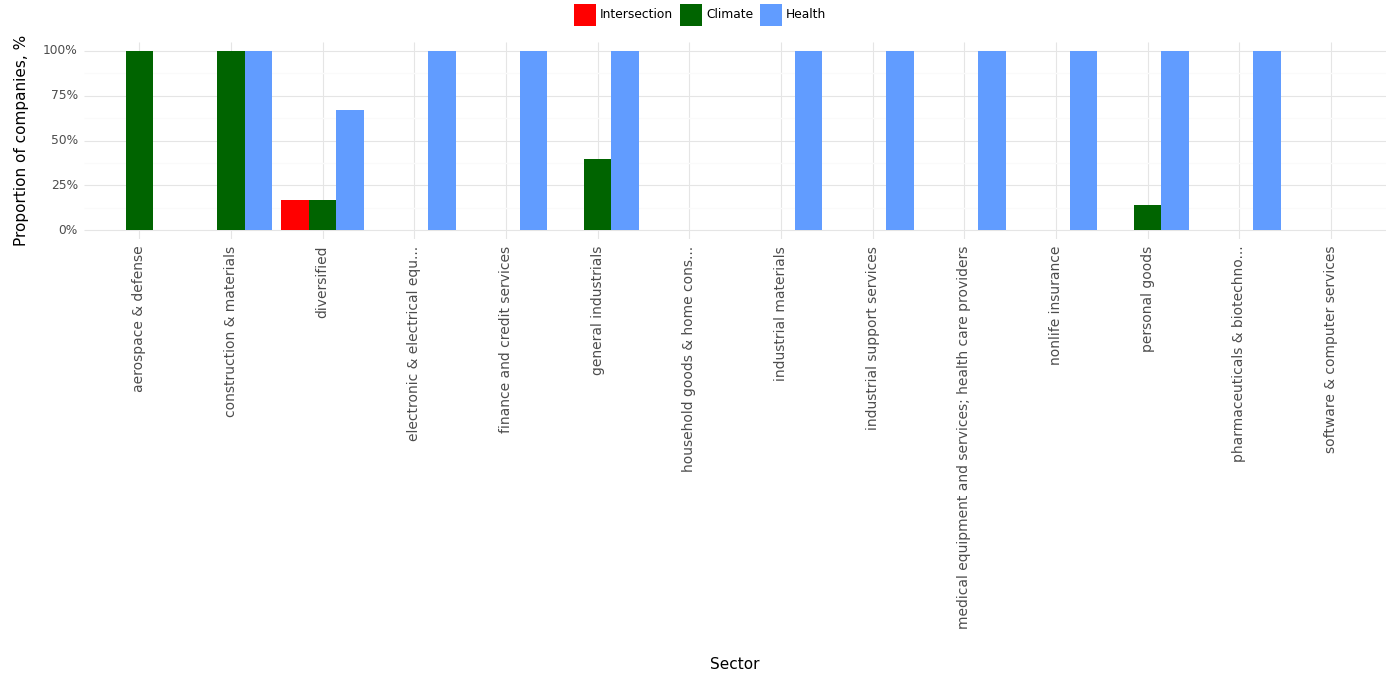 Intersection Climate Health
Proportion of companies, %
100%
75%
50%
25%
0%
aerospace & defense
construction & materials
diversified
electronic & electrical equ...
finance and credit services
general industrials
household goods & home cons...
industrial materials
industrial support services
medical equipment and services; health care providers
nonlife insurance
personal goods
pharmaceuticals & biotechno...
software & computer services
Sector